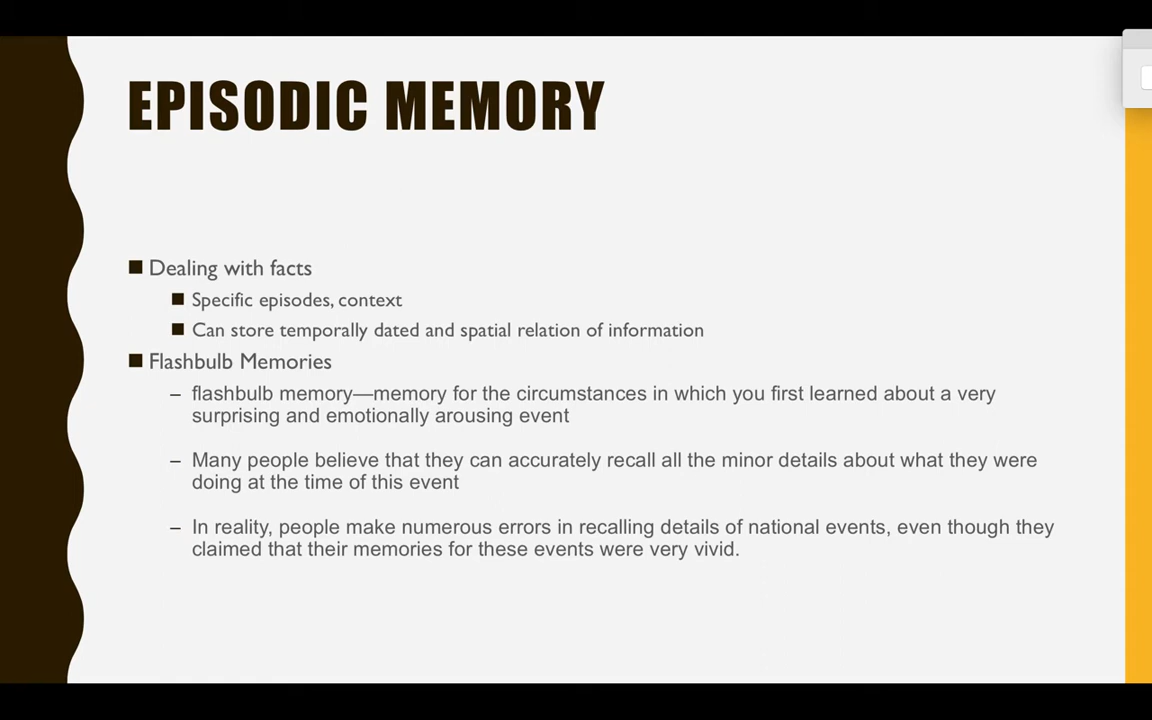 EPISODIC MEMORY
Dealing with facts
Specific episodes, context
Can store temporally dated and spatial relation of information
Flashbulb Memories
– flashbulb memory—memory for the circumstances in which you first learned about a very
surprising and emotionally arousing event
– Many people believe that they can accurately recall all the minor details about what they were
doing at the time of this event
– In reality, people make numerous errors in recalling details of national events, even though they
claimed that their memories for these events were very vivid.